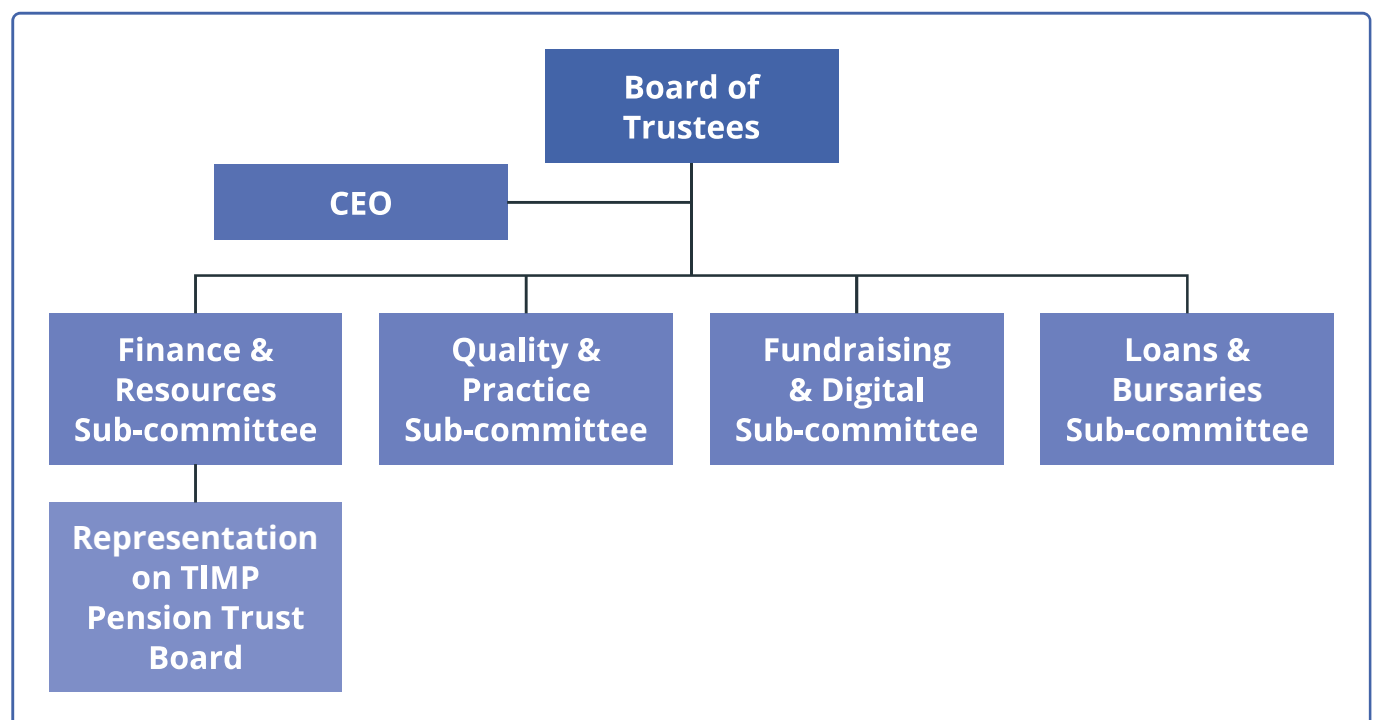 Board of
Trustees
CEO
Finance &
Resources
Sub-committee
Quality &
Practice
Sub-committee
Fundraising
& Digital
Sub-committee
Loans &
Bursaries
Sub-committee
Representation
on TlMP
Pension Trust
Board